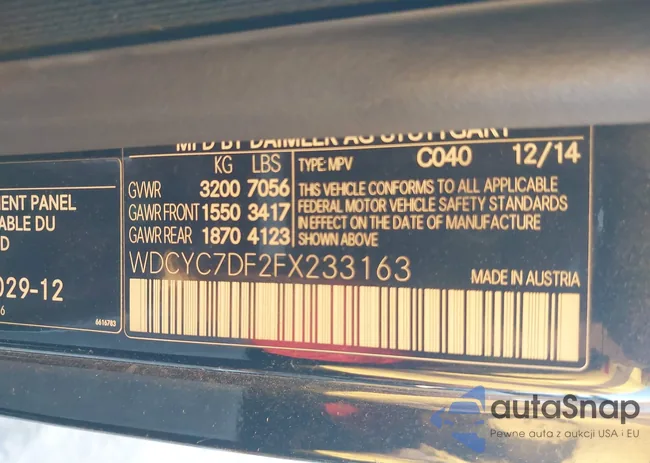 MFD BY DAIMLER AG STUTTGART
KG LBS TYPE: MPV C040 12/14
GVWR 3200 7056
GAWR FRONT 1550 3417
GAWR REAR 1870 4123
THIS VEHICLE CONFORMS TO ALL APPLICABLE
FEDERAL MOTOR VEHICLE SAFETY STANDARDS
IN EFFECT ON THE DATE OF MANUFACTURE
SHOWN ABOVE
WDCYC7DF2FX233163
MADE IN AUSTRIA
ENT PANEL
ABLE DU
D
029-12
6
6616783
autaSnap
Pewne auta z aukcji USA i EU